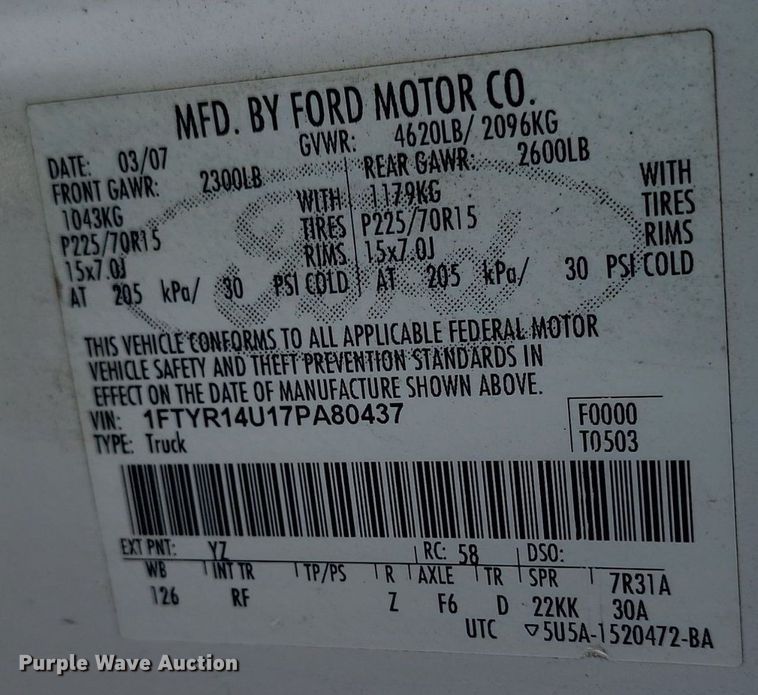 MFD. BY FORD MOTOR CO.
DATE: 03/07 GVWR: 4620LB/ 2096KG
FRONT GAWR: 2300LB REAR GAWR: 2600LB
1043KG WITH 1179KG WITH
P225/70R15 TIRES P225/70R15 TIRES
15x7.0J RIMS 15x7.0J RIMS
AT 205 kPa/ 30 PSI COLD AT 205 kPa/ 30 PSI COLD
Ford
THIS VEHICLE CONFORMS TO ALL APPLICABLE FEDERAL MOTOR
VEHICLE SAFETY AND THEFT PREVENTION STANDARDS IN
EFFECT ON THE DATE OF MANUFACTURE SHOWN ABOVE.
VIN: 1FTYR14U17PA80437 F0000
TYPE: Truck T0503
EXT PNT: YZ RC: 58 DSO:
WB INT TR TP/PS R AXLE TR SPR 7R31A
126 RF Z F6 D 22KK 30A
UTC ▽5U5A-1520472-BA
Purple Wave Auction